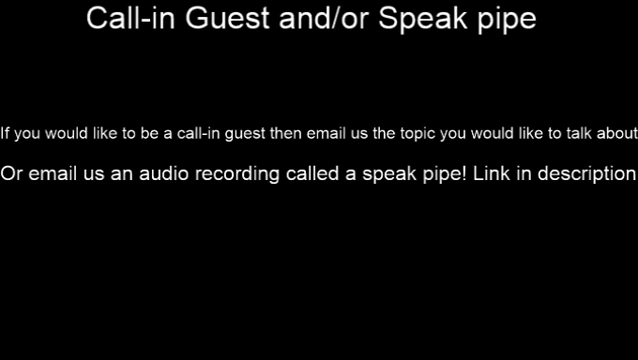 Call-in Guest and/or Speak pipe
If you would like to be a call-in guest then email us the topic you would like to talk about
Or email us an audio recording called a speak pipe! Link in description